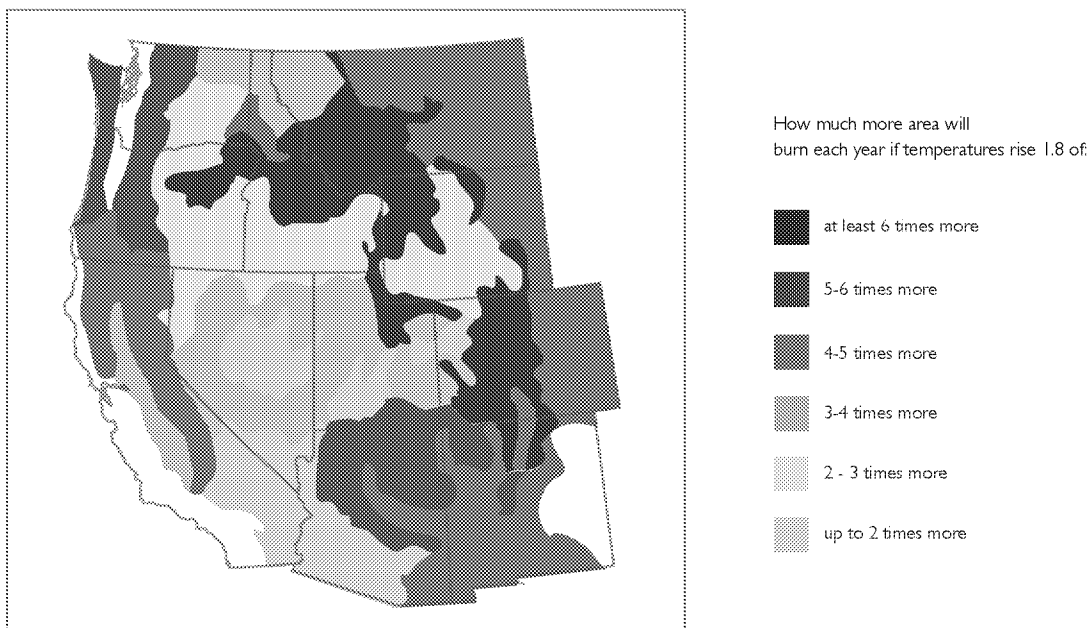 How much more area will
burn each year if temperatures rise 1.8 of:
at least 6 times more
5-6 times more
4-5 times more
3-4 times more
2 - 3 times more
up to 2 times more